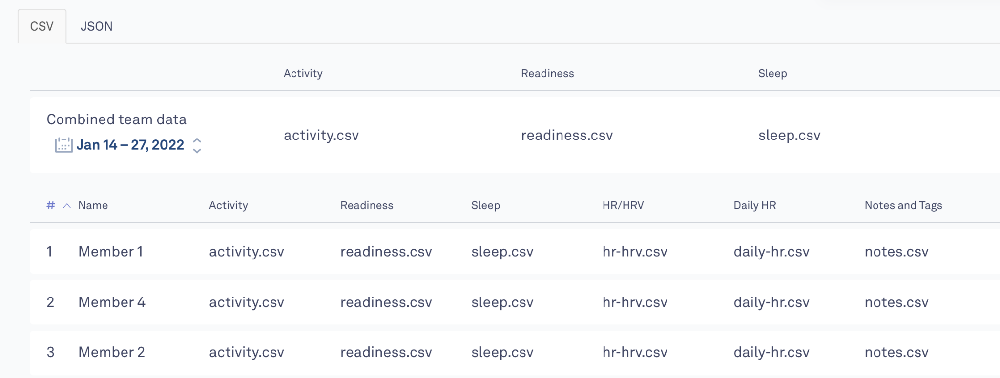 CSV JSON
Activity Readiness Sleep
Combined team data
Jan 14 – 27, 2022
activity.csv readiness.csv sleep.csv
# Name Activity Readiness Sleep HR/HRV Daily HR Notes and Tags
1 Member 1 activity.csv readiness.csv sleep.csv hr-hrv.csv daily-hr.csv notes.csv
2 Member 4 activity.csv readiness.csv sleep.csv hr-hrv.csv daily-hr.csv notes.csv
3 Member 2 activity.csv readiness.csv sleep.csv hr-hrv.csv daily-hr.csv notes.csv